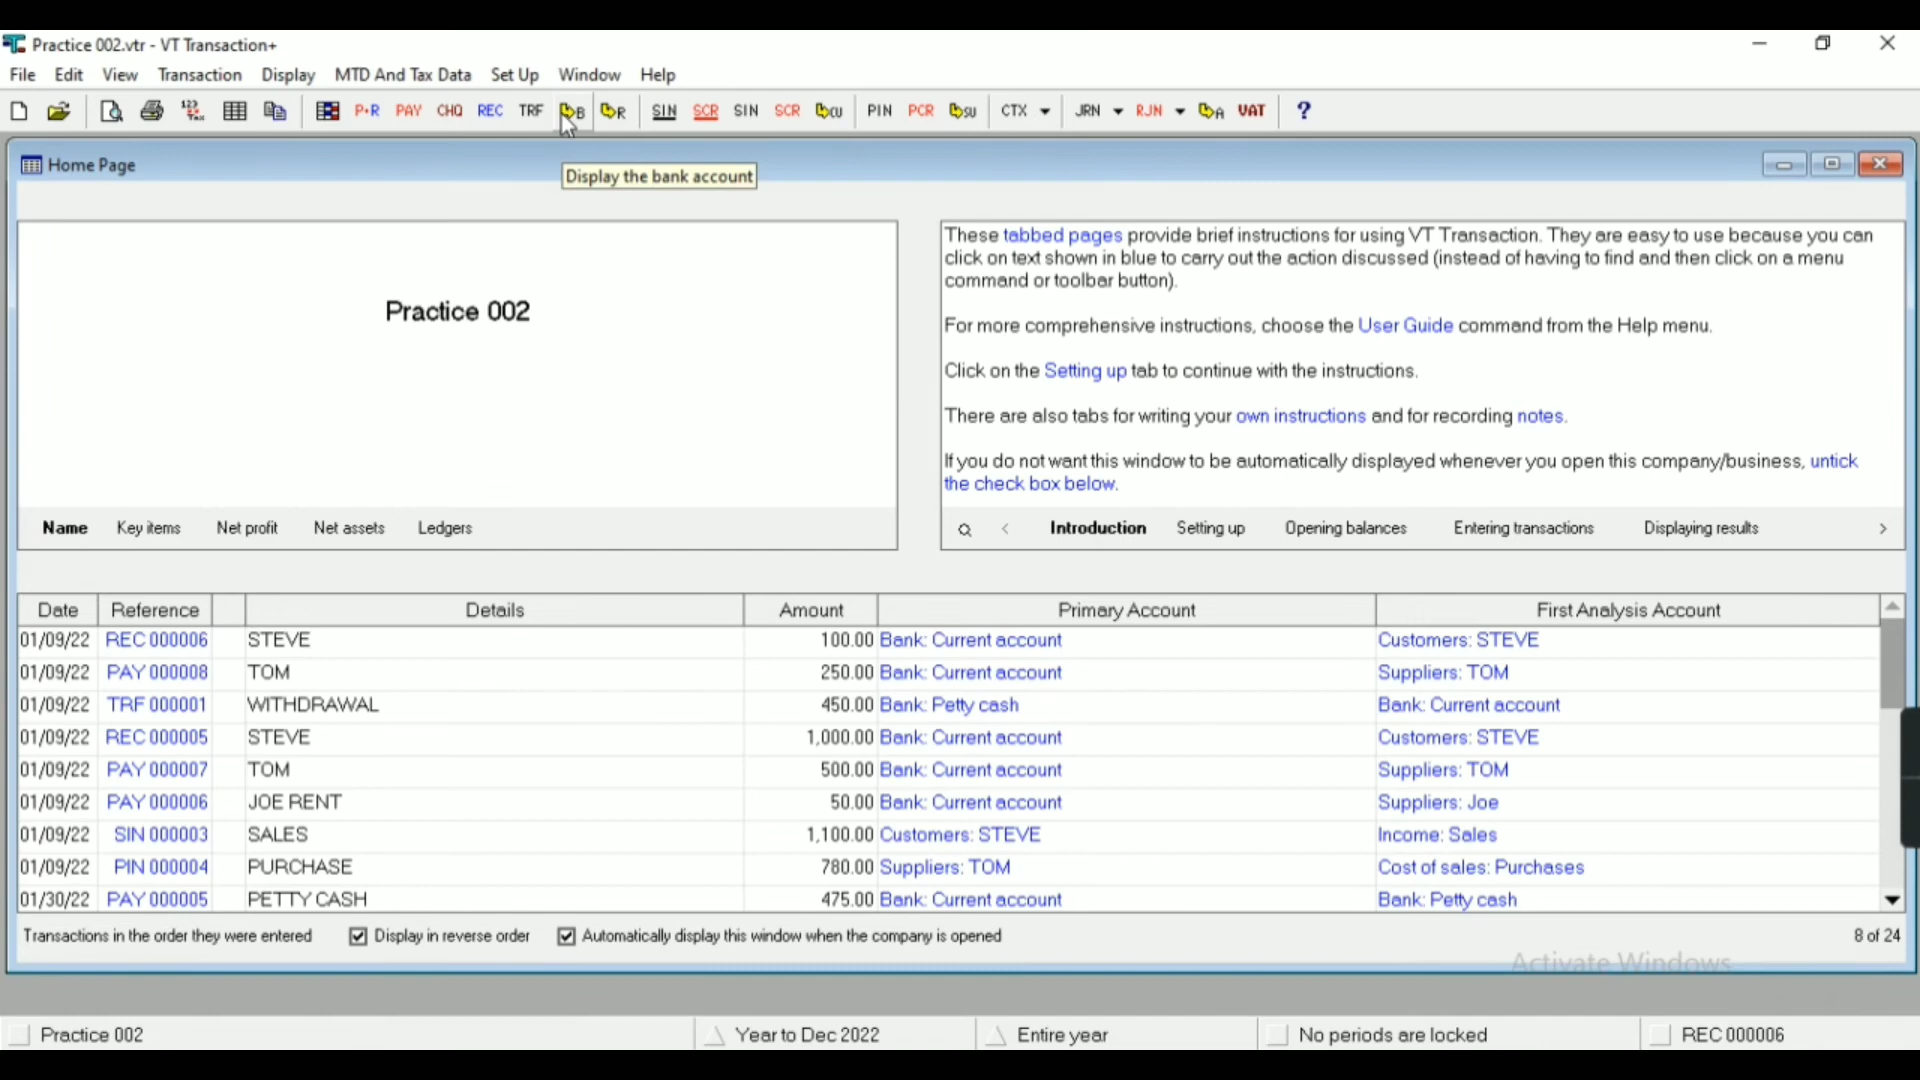 Practice 002.vtr - VT Transaction+
File Edit View Transaction Display MTD And Tax Data Set Up Window Help
P+R PAY CHQ REC TRF B R SIN SCR SIN SCR CU PIN PCR SU CTX JRN RJN A VAT ?
Home Page
Display the bank account
Practice 002
Name Key items Net profit Net assets Ledgers
These tabbed pages provide brief instructions for using VT Transaction. They are easy to use because you can
click on text shown in blue to carry out the action discussed (instead of having to find and then click on a menu
command or toolbar button).
For more comprehensive instructions, choose the User Guide command from the Help menu.
Click on the Setting up tab to continue with the instructions.
There are also tabs for writing your own instructions and for recording notes.
If you do not want this window to be automatically displayed whenever you open this company/business, untick
the check box below.
Introduction Setting up Opening balances Entering transactions Displaying results
Date Reference Details Amount Primary Account First Analysis Account
01/09/22 REC 000006 STEVE 100.00 Bank: Current account Customers: STEVE
01/09/22 PAY 000008 TOM 250.00 Bank: Current account Suppliers: TOM
01/09/22 TRF 000001 WITHDRAWAL 450.00 Bank: Petty cash Bank: Current account
01/09/22 REC 000005 STEVE 1,000.00 Bank: Current account Customers: STEVE
01/09/22 PAY 000007 TOM 500.00 Bank: Current account Suppliers: TOM
01/09/22 PAY 000006 JOE RENT 50.00 Bank: Current account Suppliers: Joe
01/09/22 SIN 000003 SALES 1,100.00 Customers: STEVE Income: Sales
01/09/22 PIN 000004 PURCHASE 780.00 Suppliers: TOM Cost of sales: Purchases
01/30/22 PAY 000005 PETTY CASH 475.00 Bank: Current account Bank: Petty cash
Transactions in the order they were entered Display in reverse order Automatically display this window when the company is opened 8 of 24
Activate Windows
Practice 002 Year to Dec 2022 Entire year No periods are locked REC 000006